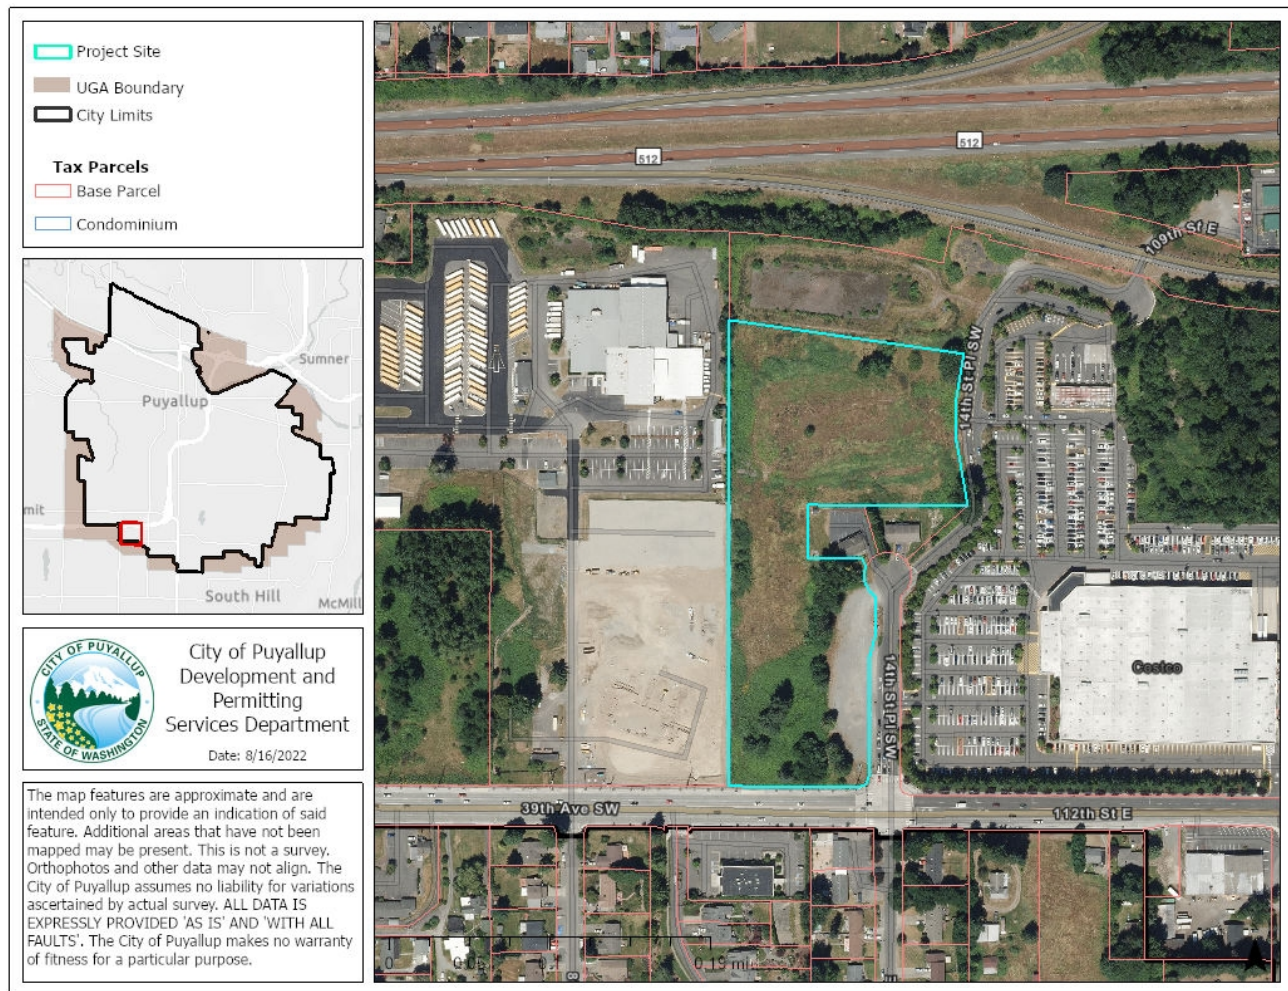 Project Site
UGA Boundary
City Limits
Tax Parcels
Base Parcel
Condominium
Sumner
Puyallup
mit
South Hill
McMill
CITY OF PUYALLUP
STATE OF WASHINGTON
City of Puyallup
Development and
Permitting
Services Department
Date: 8/16/2022
The map features are approximate and are
intended only to provide an indication of said
feature. Additional areas that have not been
mapped may be present. This is not a survey.
Orthophotos and other data may not align. The
City of Puyallup assumes no liability for variations
ascertained by actual survey. ALL DATA IS
EXPRESSLY PROVIDED 'AS IS' AND 'WITH ALL
FAULTS'. The City of Puyallup makes no warranty
of fitness for a particular purpose.
512
512
109th St E
14th St Pl SW
Costco
14th St Pl SW
39th Ave SW
112th St E
0
0.19 mi